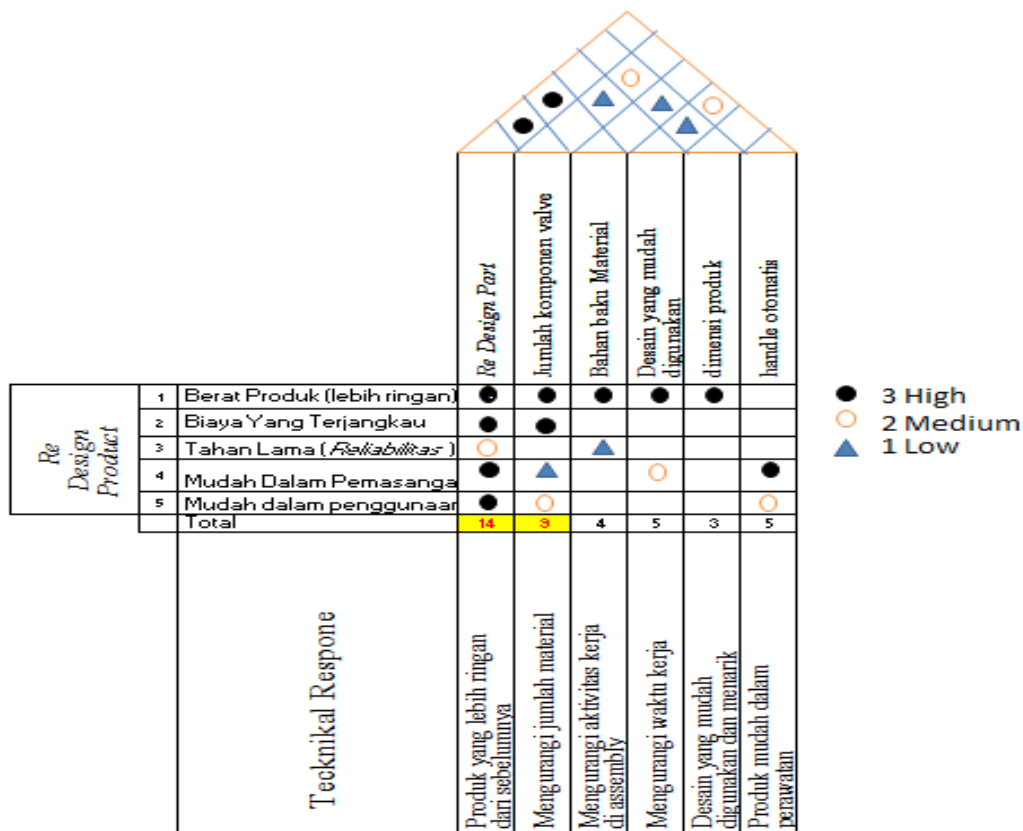 Re Design Part
Jumlah komponen valve
Bahan baku Material
Desain yang mudah
digunakan
dimensi produk
handle otomatis
Re
Design
Product
1 Berat Produk (lebih ringan)
2 Biaya Yang Terjangkau
3 Tahan Lama ( Reliabilitas )
4 Mudah Dalam Pemasanga
5 Mudah dalam penggunaan
Total 14 9 4 5 3 5
3 High
2 Medium
1 Low
Tecknikal Respone
Produk yang lebih ringan
dari sebelumnya
Mengurangi jumlah material
Mengurangi aktivitas kerja
di assembly
Mengurangi waktu kerja
Desain yang mudah
digunakan dan menarik
Produk mudah dalam
perawatan